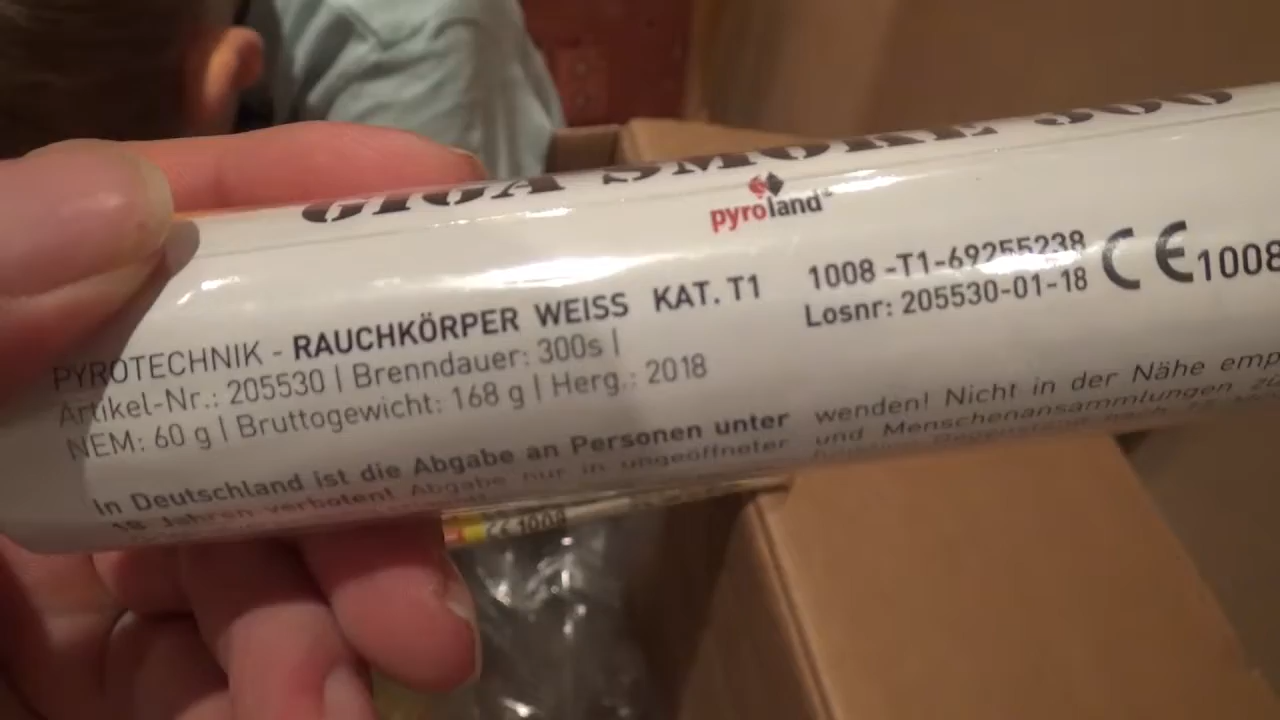 GIGA SMOKE 300
pyroland
PYROTECHNIK - RAUCHKÖRPER WEISS KAT. T1
Artikel-Nr.: 205530 | Brenndauer: 300s |
NEM: 60 g | Bruttogewicht: 168 g | Herg.: 2018
In Deutschland ist die Abgabe an Personen unter
18 Jahren verboten! Abgabe nur in ungeöffneter
1008 -T1-69255238
Losnr: 205530-01-18
CE 1008
wenden! Nicht in der Nähe
und Menschenansammlungen
CE 1008